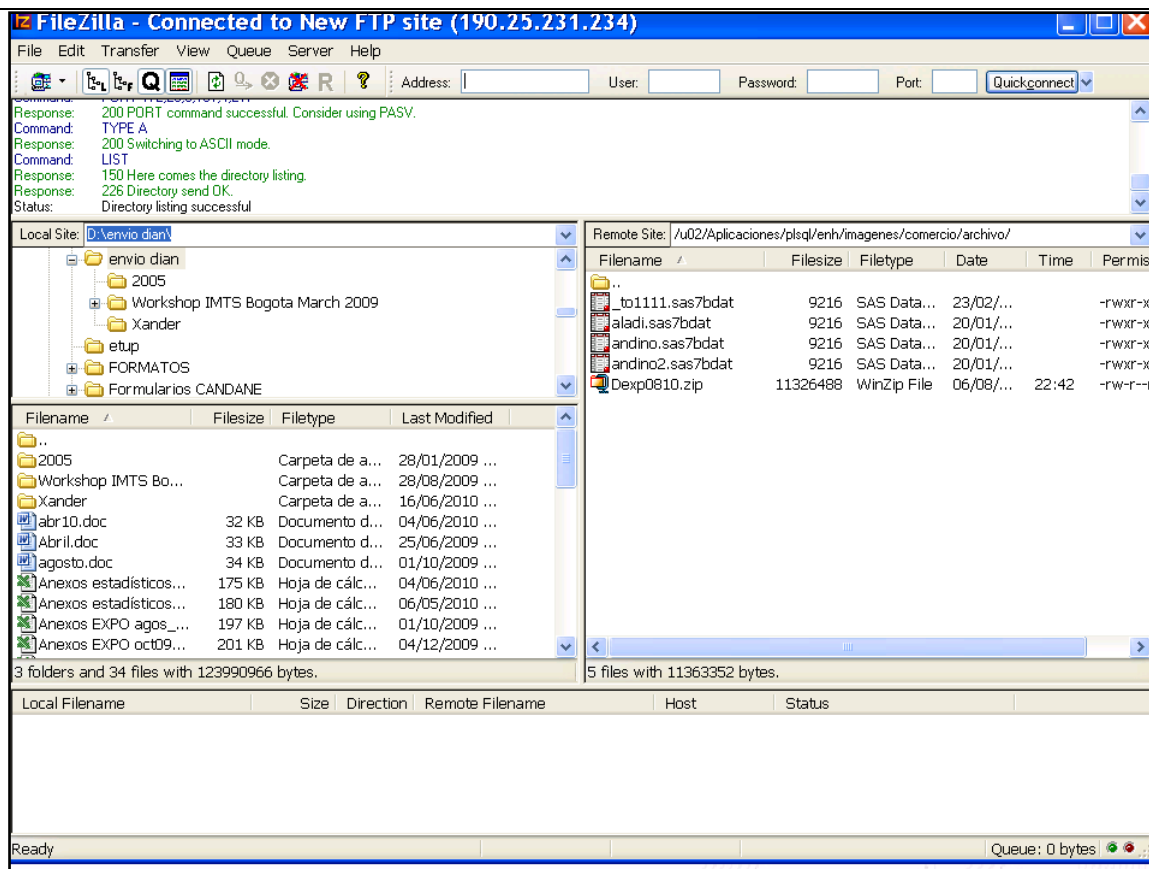 FileZilla - Connected to New FTP site (190.25.231.234)
File Edit Transfer View Queue Server Help
Address: User: Password: Port: Quickconnect
Response: 200 PORT command successful. Consider using PASV.
Command: TYPE A
Response: 200 Switching to ASCII mode.
Command: LIST
Response: 150 Here comes the directory listing.
Response: 226 Directory send OK.
Status: Directory listing successful
Local Site: D:\envio dian\
envio dian
2005
Workshop IMTS Bogota March 2009
Xander
etup
FORMATOS
Formularios CANDANE
Filename Filesize Filetype Last Modified
..
2005 Carpeta de a... 28/01/2009 ...
Workshop IMTS Bo... Carpeta de a... 28/08/2009 ...
Xander Carpeta de a... 16/06/2010 ...
abr10.doc 32 KB Documento d... 04/06/2010 ...
Abril.doc 33 KB Documento d... 25/06/2009 ...
agosto.doc 34 KB Documento d... 01/10/2009 ...
Anexos estadísticos... 175 KB Hoja de cálc... 04/06/2010 ...
Anexos estadísticos... 180 KB Hoja de cálc... 06/05/2010 ...
Anexos EXPO agos_... 197 KB Hoja de cálc... 01/10/2009 ...
Anexos EXPO oct09... 201 KB Hoja de cálc... 04/12/2009 ...
3 folders and 34 files with 123990966 bytes.
Remote Site: /u02/Aplicaciones/plsql/enh/imagenes/comercio/archivo/
Filename Filesize Filetype Date Time Permis
..
_to1111.sas7bdat 9216 SAS Data... 23/02/... -rwxr-x
aladi.sas7bdat 9216 SAS Data... 20/01/... -rwxr-x
andino.sas7bdat 9216 SAS Data... 20/01/... -rwxr-x
andino2.sas7bdat 9216 SAS Data... 20/01/... -rwxr-x
Dexp0810.zip 11326488 WinZip File 06/08/... 22:42 -rw-r--
5 files with 11363352 bytes.
Local Filename Size Direction Remote Filename Host Status
Ready Queue: 0 bytes